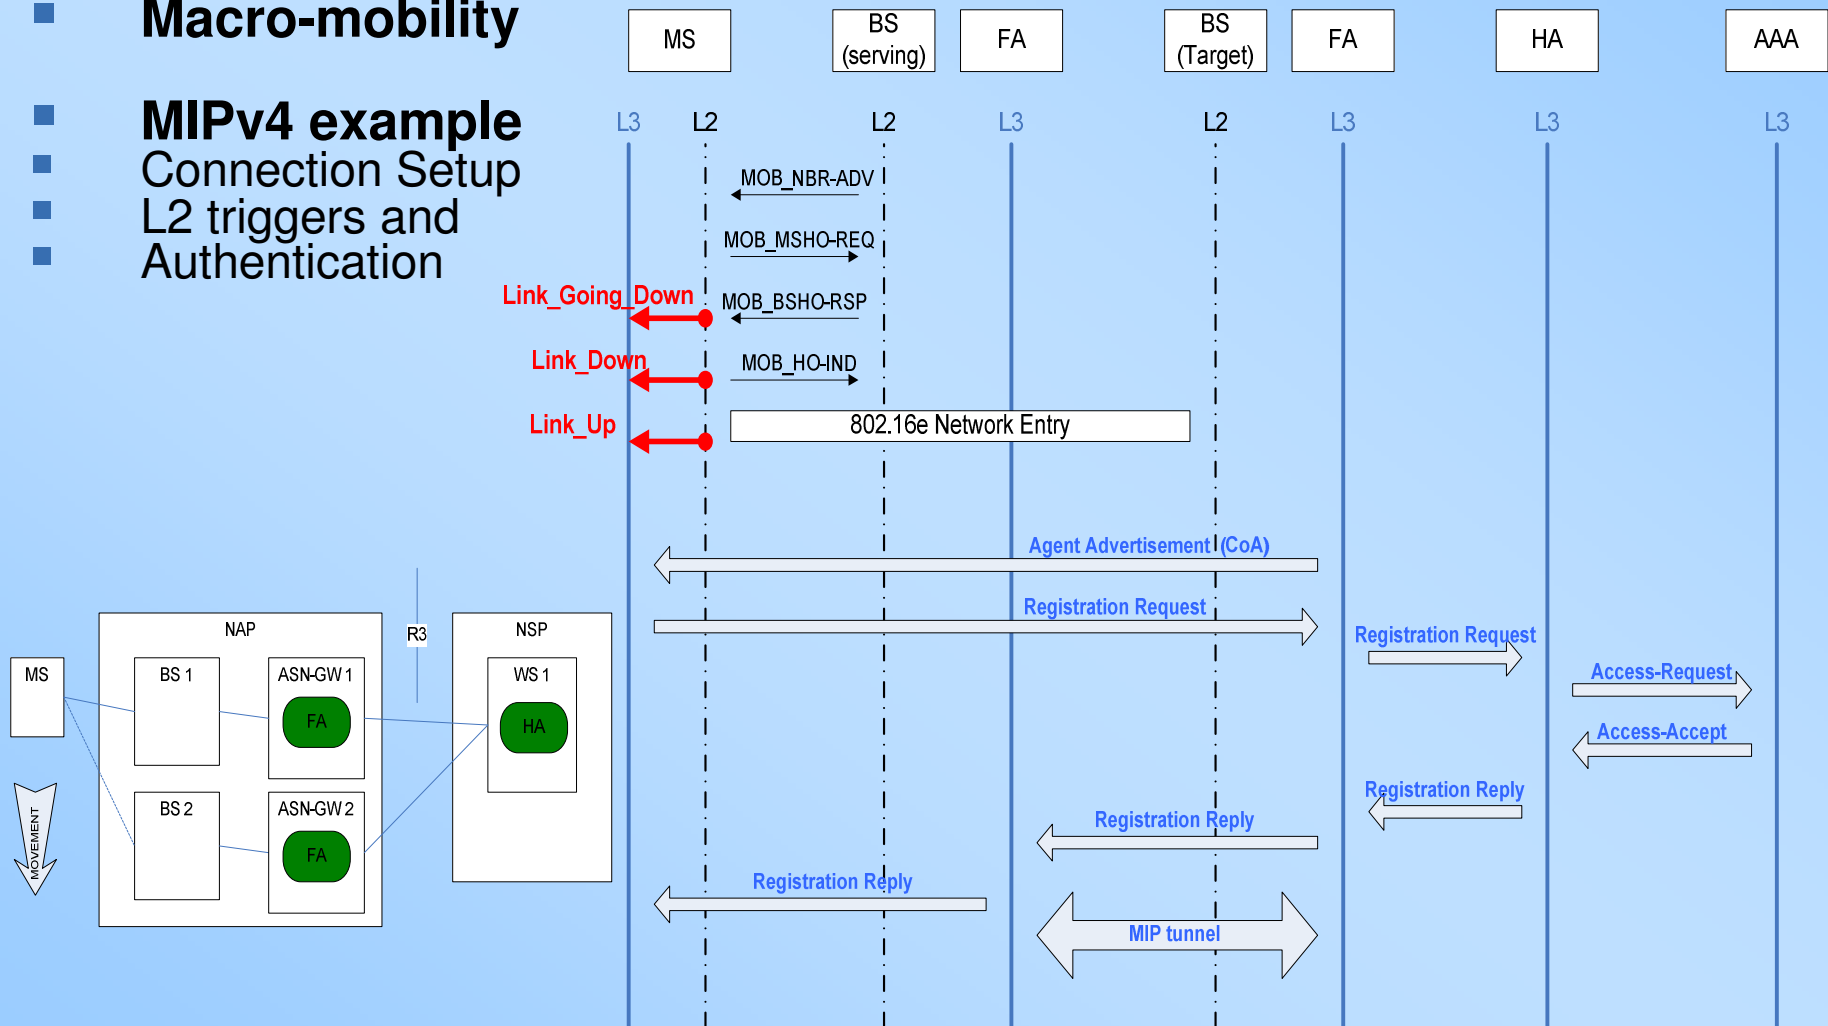 Macro-mobility
MIPv4 example
Connection Setup
L2 triggers and
Authentication
MS
BS
(serving)
FA
BS
(Target)
FA
HA
AAA
L3
L2
L2
L3
L2
L3
L3
L3
MOB_NBR-ADV
MOB_MSHO-REQ
Link_Going_Down
MOB_BSHO-RSP
Link_Down
MOB_HO-IND
Link_Up
802.16e Network Entry
Agent Advertisement (CoA)
Registration Request
Registration Request
Access-Request
Access-Accept
Registration Reply
Registration Reply
Registration Reply
MIP tunnel
NAP
R3
NSP
MS
BS 1
ASN-GW 1
WS 1
FA
HA
BS 2
ASN-GW 2
FA
MOVEMENT